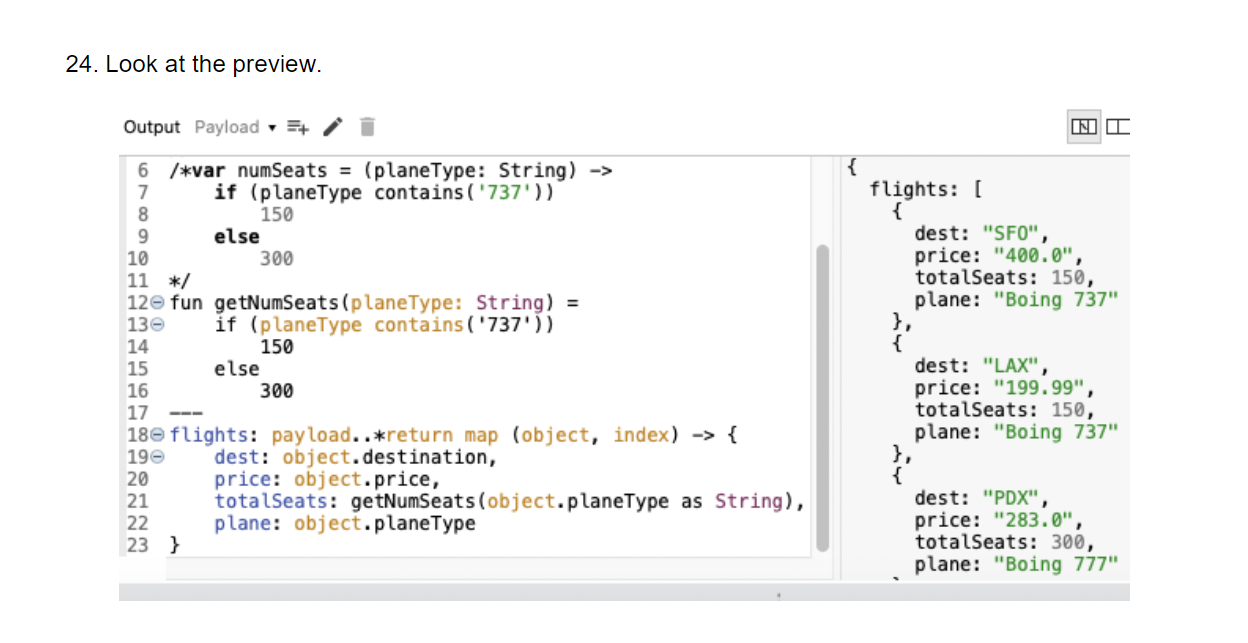 24. Look at the preview.
Output Payload
6 /*var numSeats = (planeType: String) ->
7 if (planeType contains('737'))
8 150
9 else
10 300
11 */
12 fun getNumSeats(planeType: String) =
13 if (planeType contains('737'))
14 150
15 else
16 300
17 ---
18 flights: payload..*return map (object, index) -> {
19 dest: object.destination,
20 price: object.price,
21 totalSeats: getNumSeats(object.planeType as String),
22 plane: object.planeType
23 }
{
flights: [
{
dest: "SFO",
price: "400.0",
totalSeats: 150,
plane: "Boing 737"
},
{
dest: "LAX",
price: "199.99",
totalSeats: 150,
plane: "Boing 737"
},
{
dest: "PDX",
price: "283.0",
totalSeats: 300,
plane: "Boing 777"